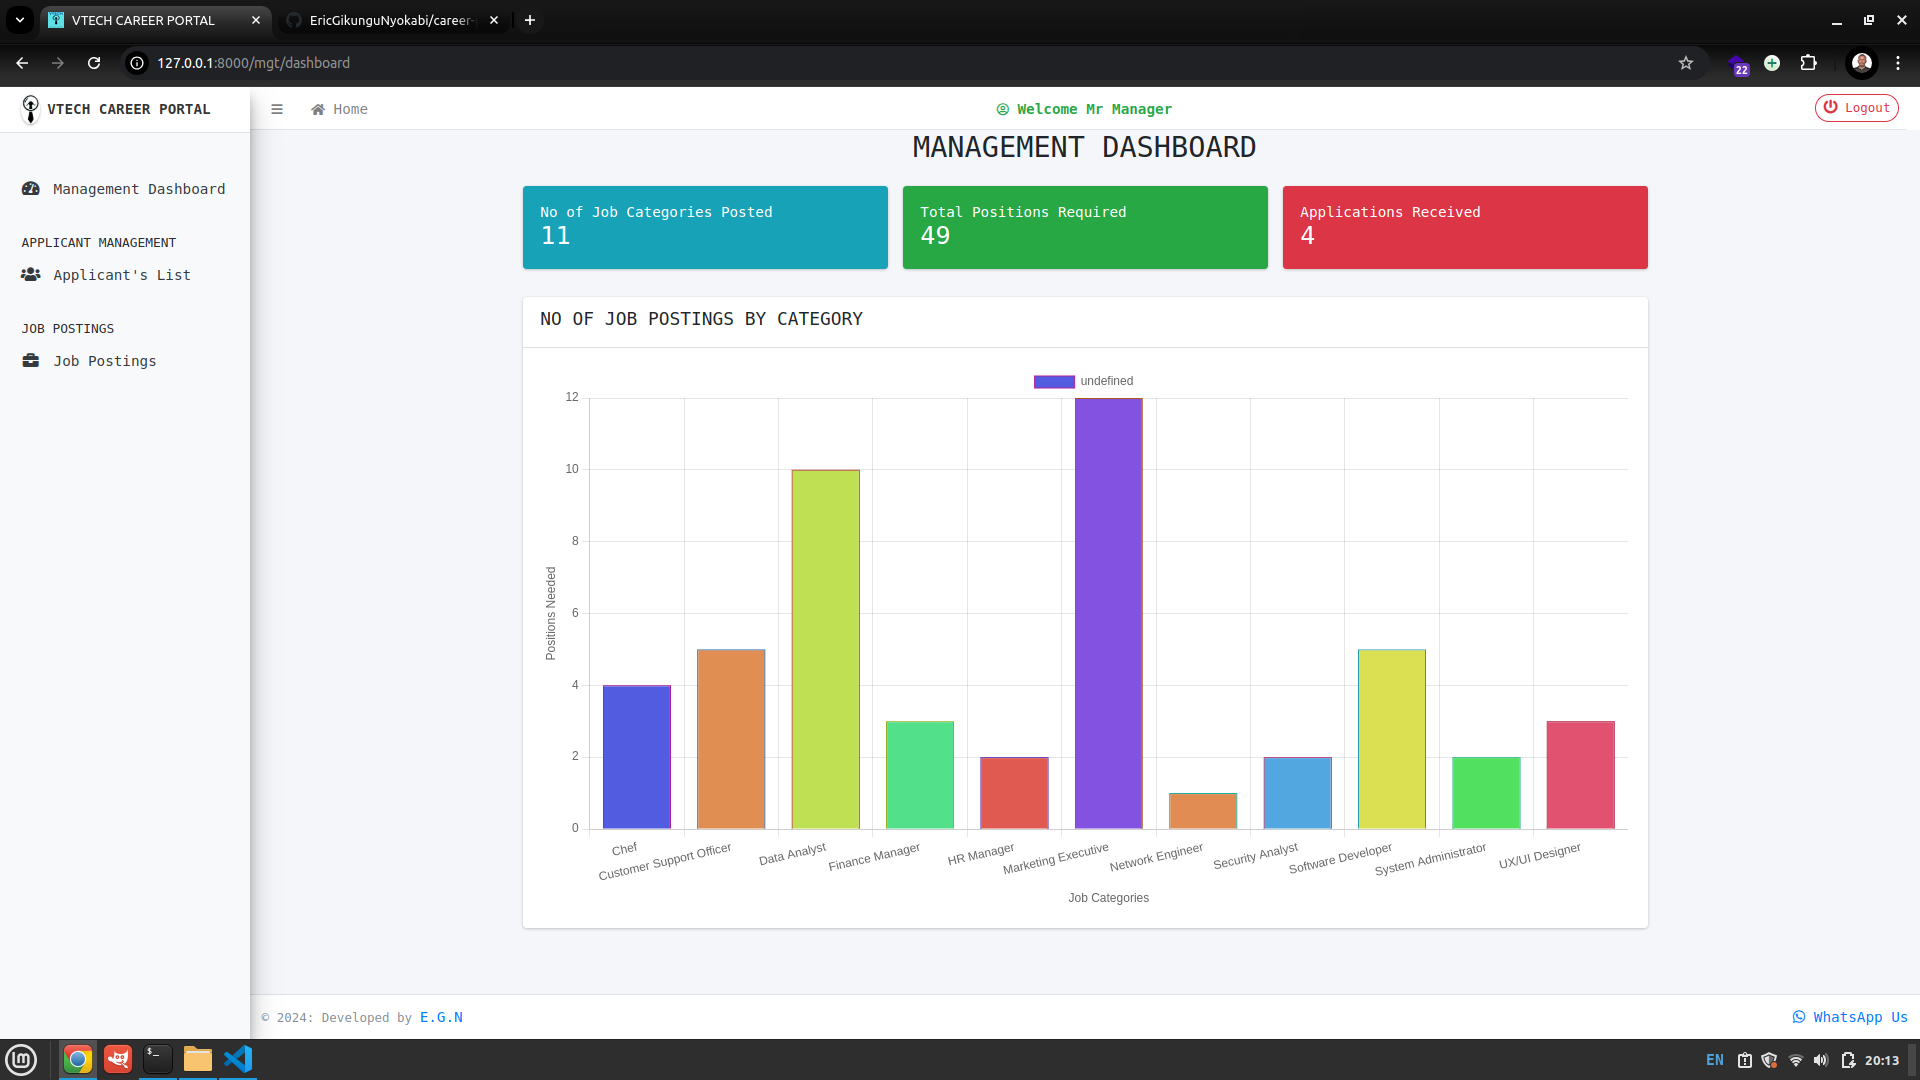 VTECH CAREER PORTAL
EricGikunguNyokabi/career-
127.0.0.1:8000/mgt/dashboard
22
VTECH CAREER PORTAL
Home
Welcome Mr Manager
Logout
Management Dashboard
APPLICANT MANAGEMENT
Applicant's List
JOB POSTINGS
Job Postings
MANAGEMENT DASHBOARD
No of Job Categories Posted
11
Total Positions Required
49
Applications Received
4
NO OF JOB POSTINGS BY CATEGORY
undefined
12
10
8
6
4
2
0
Positions Needed
Chef
Customer Support Officer
Data Analyst
Finance Manager
HR Manager
Marketing Executive
Network Engineer
Security Analyst
Software Developer
System Administrator
UX/UI Designer
Job Categories
© 2024: Developed by E.G.N
WhatsApp Us
$_
EN
20:13